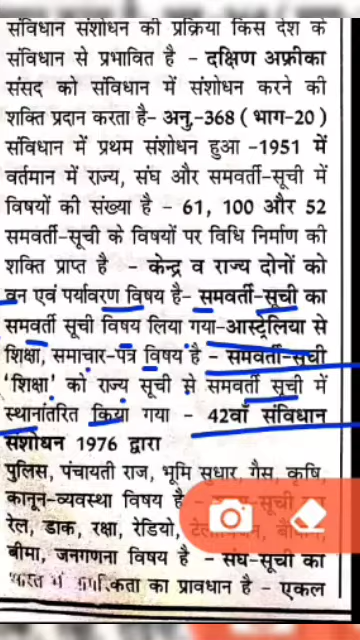 संविधान संशोधन की प्रक्रिया किस देश के
संविधान से प्रभावित है - दक्षिण अफ्रीका
संसद को संविधान में संशोधन करने की
शक्ति प्रदान करता है- अनु.-368 ( भाग-20 )
संविधान में प्रथम संशोधन हुआ -1951 में
वर्तमान में राज्य, संघ और समवर्ती-सूची में
विषयों की संख्या है - 61, 100 और 52
समवर्ती-सूची के विषयों पर विधि निर्माण की
शक्ति प्राप्त है - केन्द्र व राज्य दोनों को
वन एवं पर्यावरण विषय है- समवर्ती-सूची का
समवर्ती सूची विषय लिया गया-आस्ट्रेलिया से
शिक्षा, समाचार-पत्र विषय है - समवर्ती-सूची
'शिक्षा' को राज्य सूची से समवर्ती सूची में
स्थानांतरित किया गया - 42वाँ संविधान
संशोधन 1976 द्वारा
पुलिस, पंचायती राज, भूमि सुधार, गैस, कृषि,
कानून-व्यवस्था विषय है -
रेल, डाक, रक्षा, रेडियो,
बीमा, जनगणना विषय है - संघ-सूची का
का प्रावधान है - एकल